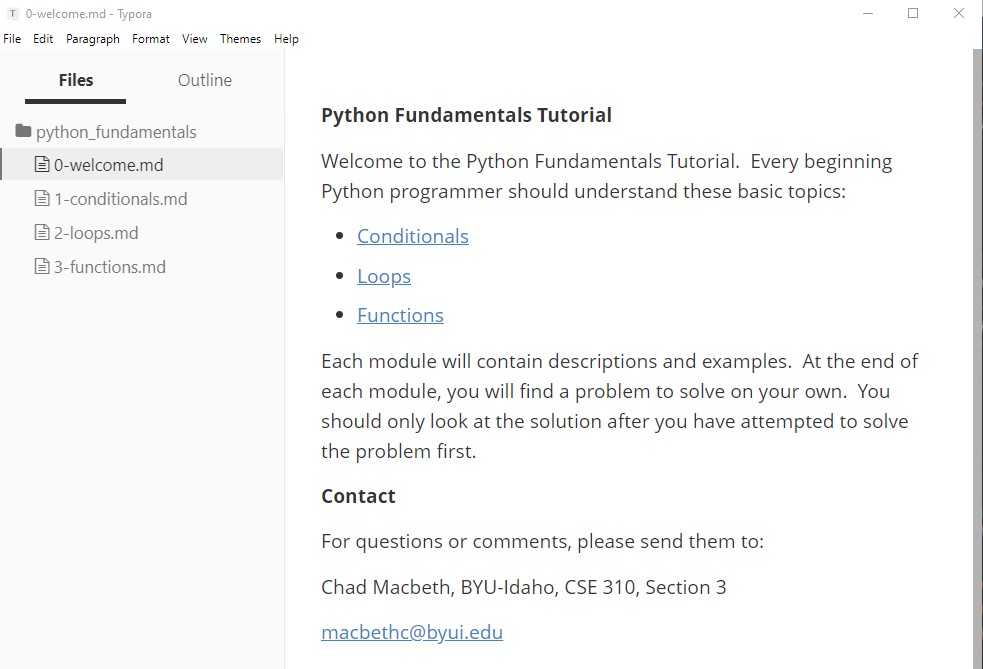 0-welcome.md - Typora
File Edit Paragraph Format View Themes Help
Files Outline
python_fundamentals
0-welcome.md
1-conditionals.md
2-loops.md
3-functions.md
Python Fundamentals Tutorial
Welcome to the Python Fundamentals Tutorial.  Every beginning
Python programmer should understand these basic topics:
Conditionals
Loops
Functions
Each module will contain descriptions and examples.  At the end of
each module, you will find a problem to solve on your own.  You
should only look at the solution after you have attempted to solve
the problem first.
Contact
For questions or comments, please send them to:
Chad Macbeth, BYU-Idaho, CSE 310, Section 3
macbethc@byui.edu